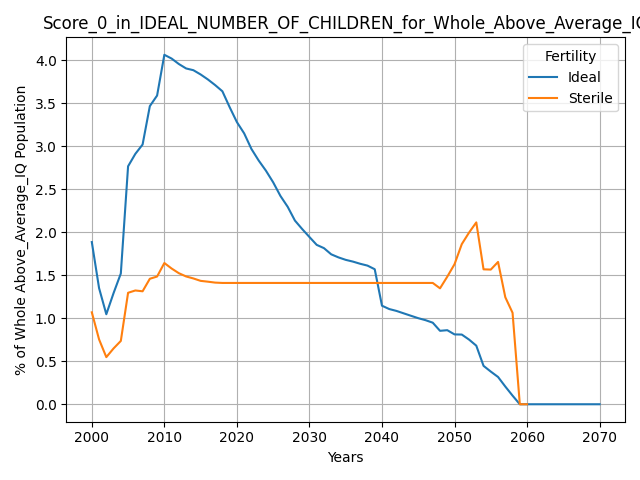 Score_0_in_IDEAL_NUMBER_OF_CHILDREN_for_Whole_Above_Average_IQ
Fertility
Ideal
Sterile
% of Whole Above_Average_IQ Population
4.0
3.5
3.0
2.5
2.0
1.5
1.0
0.5
0.0
2000 2010 2020 2030 2040 2050 2060 2070
Years